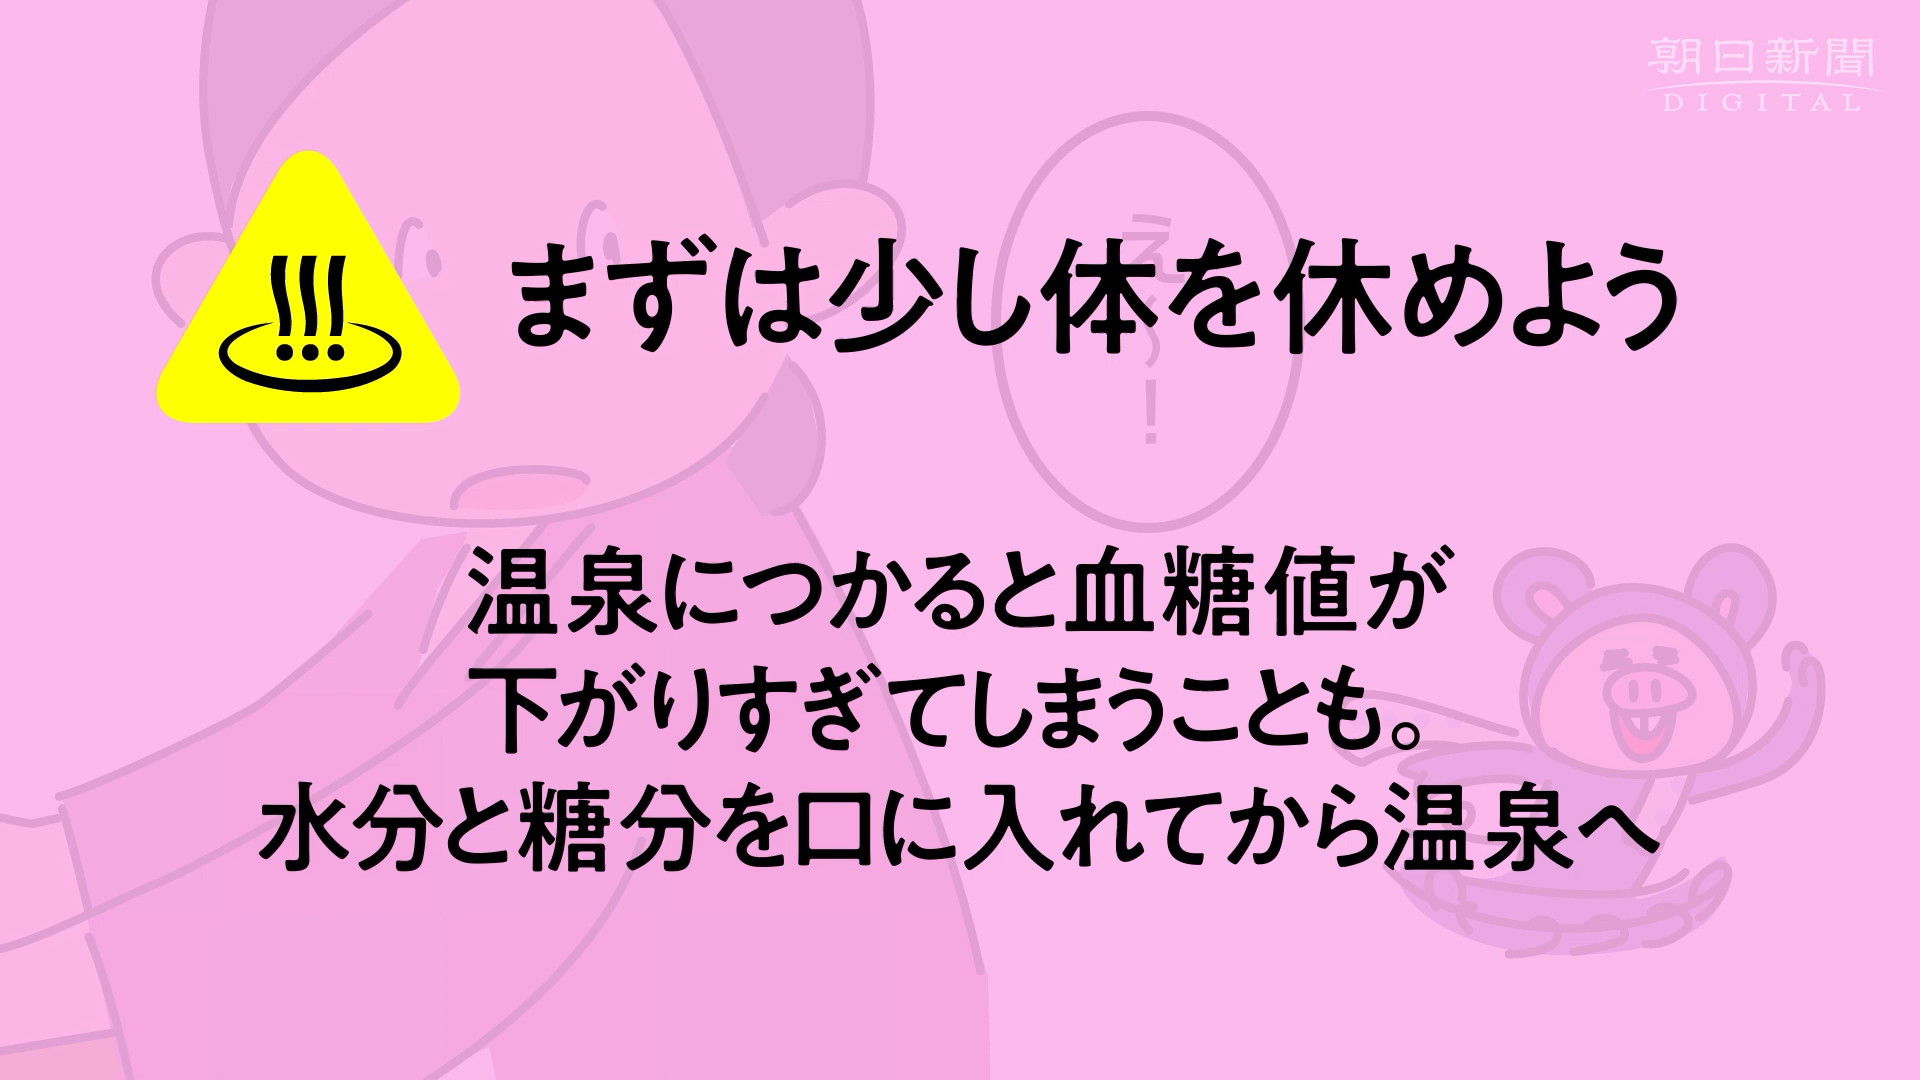 朝日新聞
DIGITAL
まずは少し体を休めよう
え〜！
温泉につかると血糖値が
下がりすぎてしまうことも。
水分と糖分を口に入れてから温泉へ